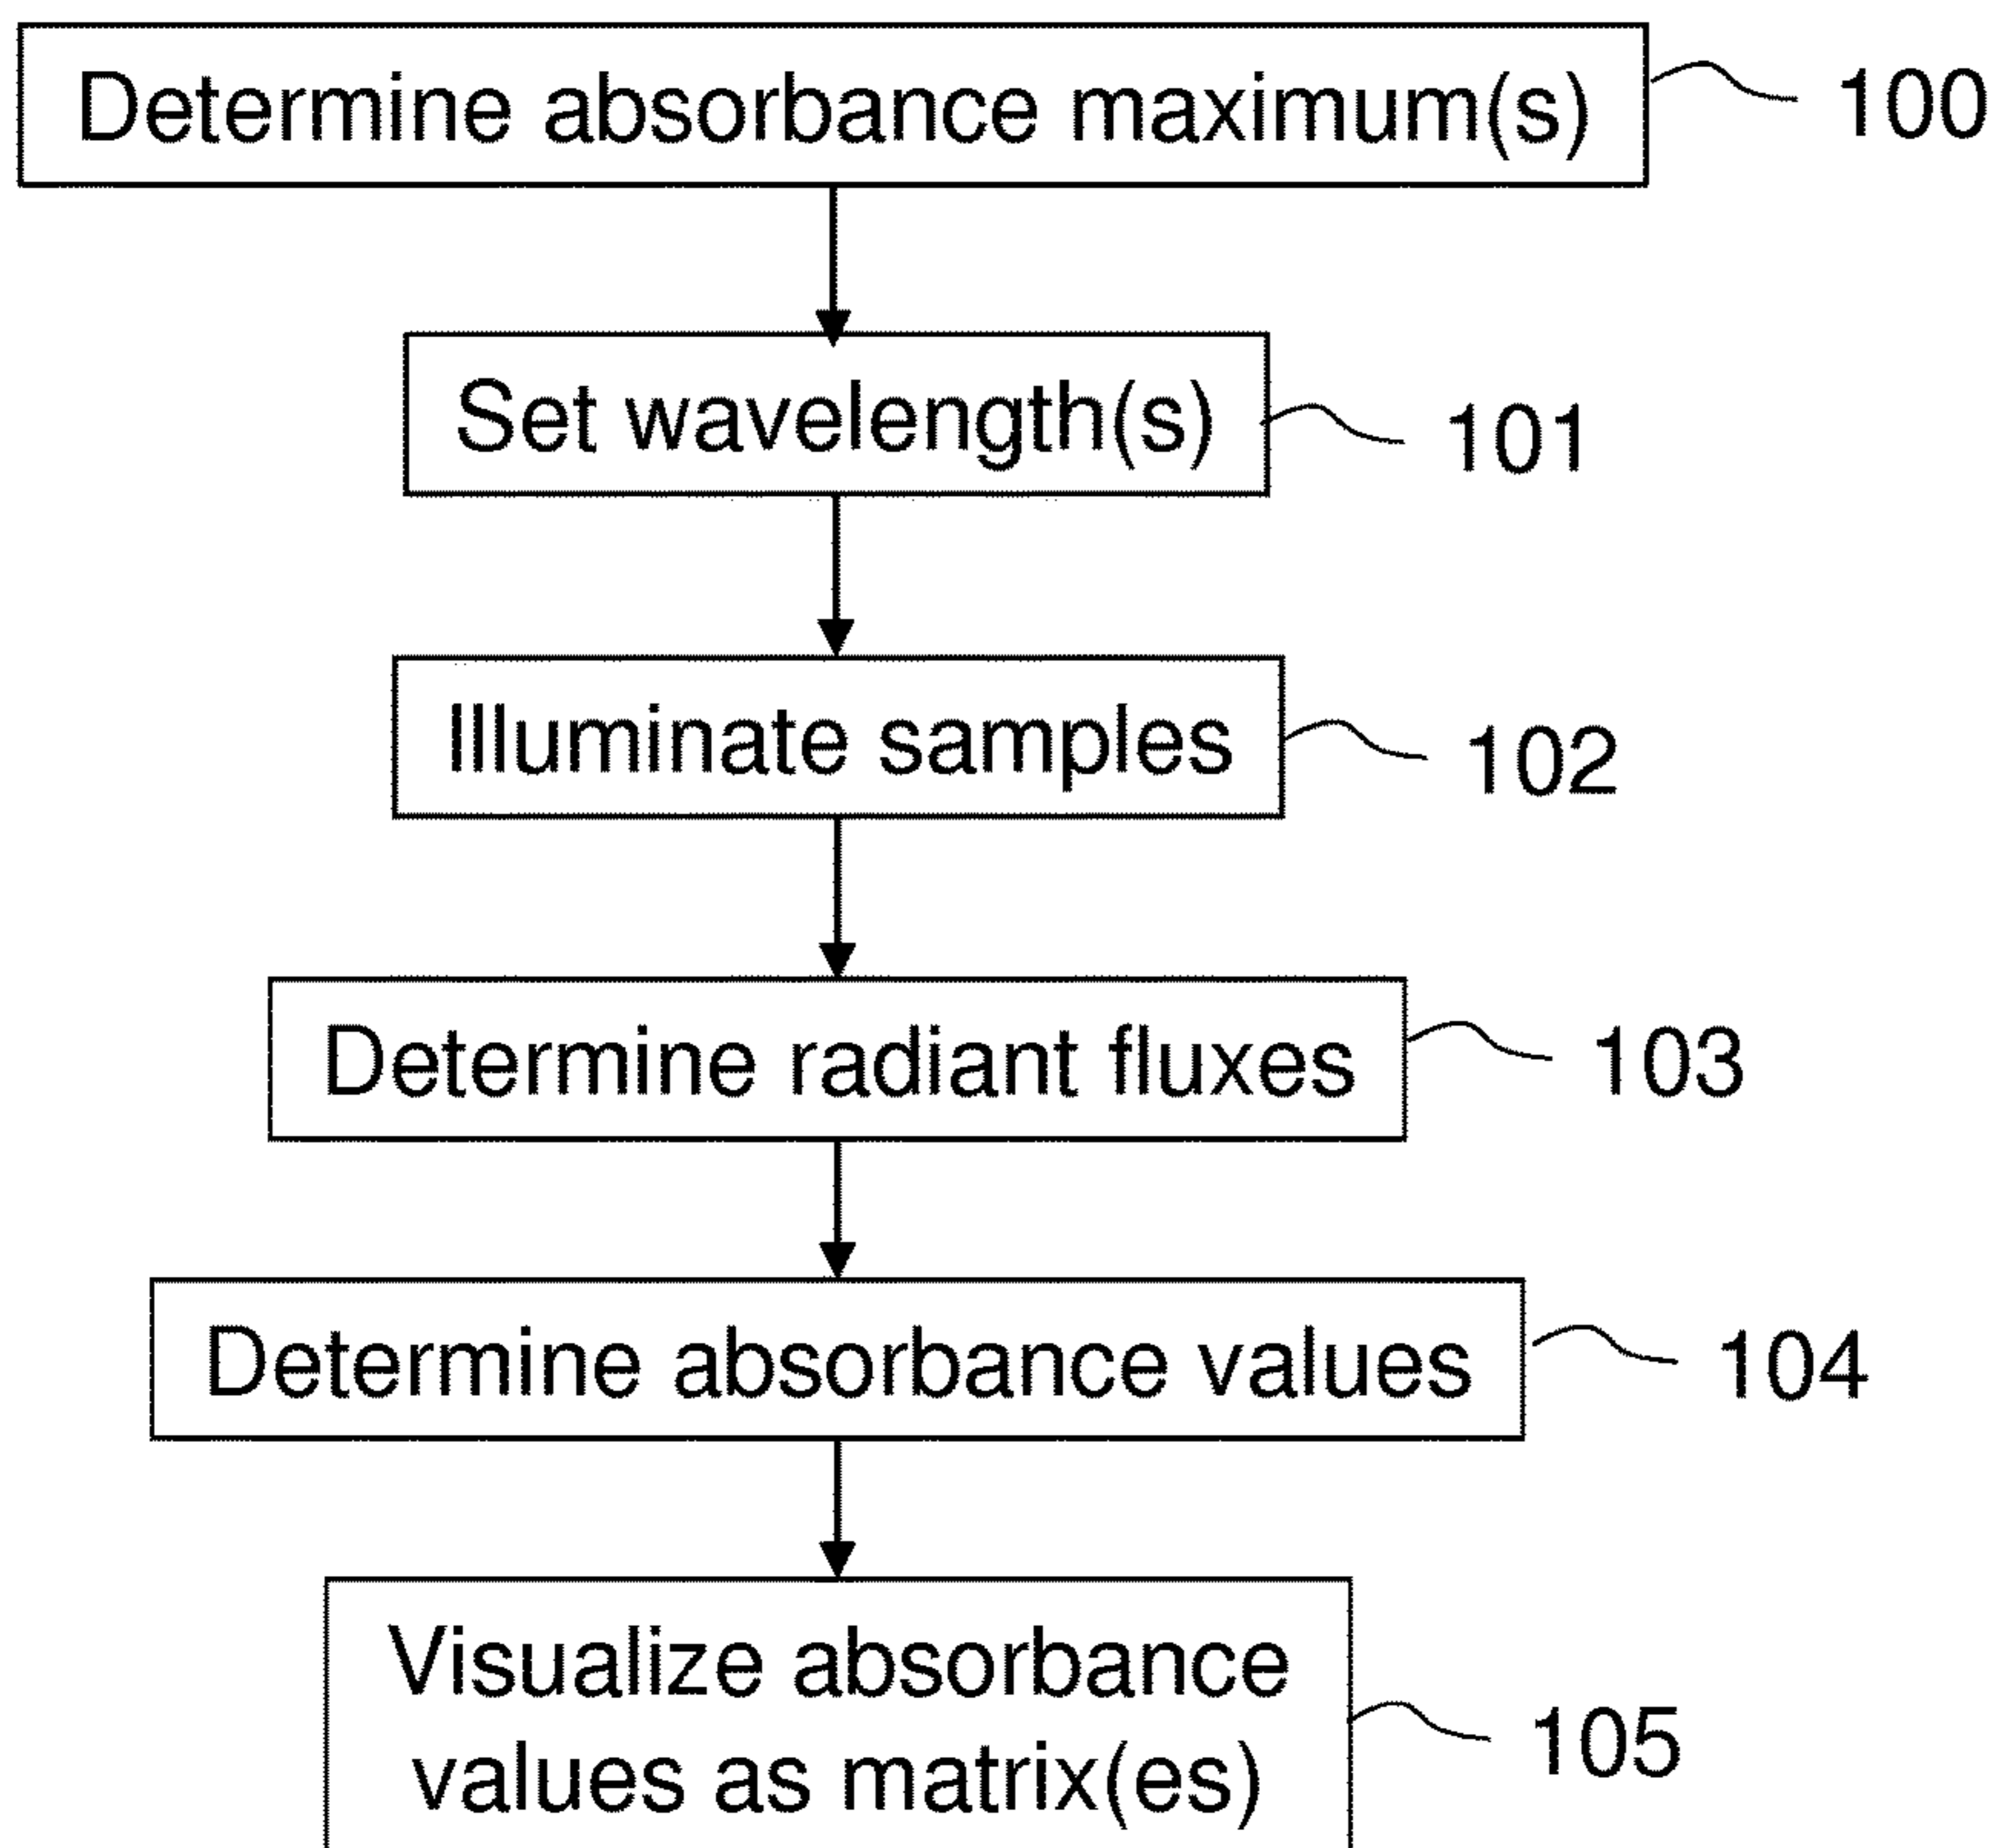 Determine absorbance maximum(s) 100
Set wavelength(s) 101
Illuminate samples 102
Determine radiant fluxes 103
Determine absorbance values 104
Visualize absorbance
values as matrix(es) 105